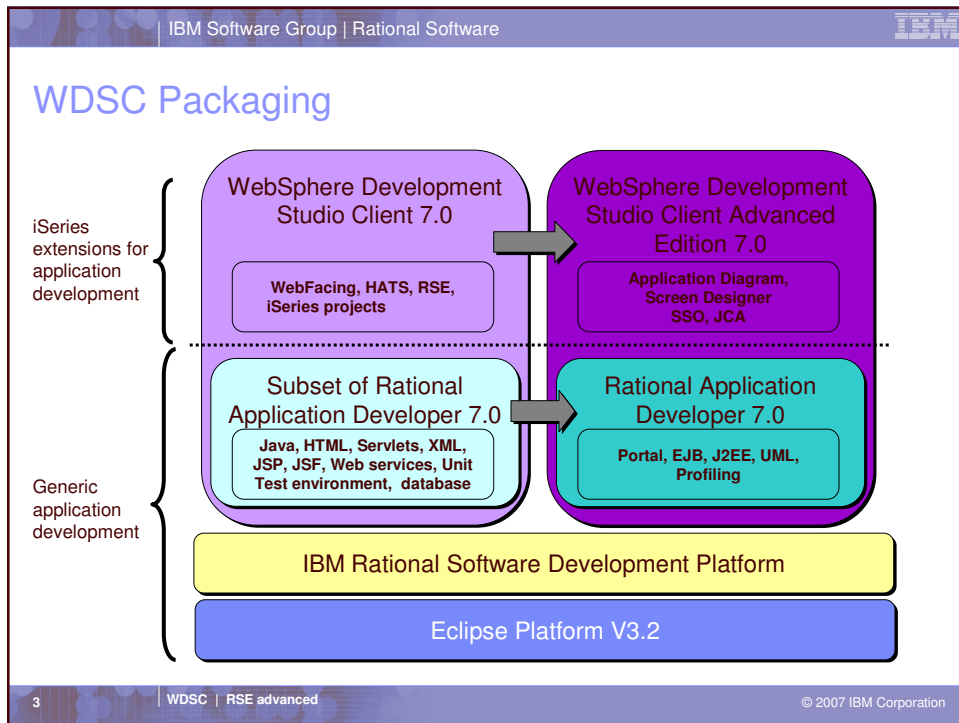 IBM Software Group | Rational Software
IBM
WDSC Packaging
iSeries
extensions for
application
development
WebSphere Development
Studio Client 7.0
WebFacing, HATS, RSE,
iSeries projects
WebSphere Development
Studio Client Advanced
Edition 7.0
Application Diagram,
Screen Designer
SSO, JCA
Generic
application
development
Subset of Rational
Application Developer 7.0
Java, HTML, Servlets, XML,
JSP, JSF, Web services, Unit
Test environment, database
Rational Application
Developer 7.0
Portal, EJB, J2EE, UML,
Profiling
IBM Rational Software Development Platform
Eclipse Platform V3.2
3
WDSC | RSE advanced
© 2007 IBM Corporation